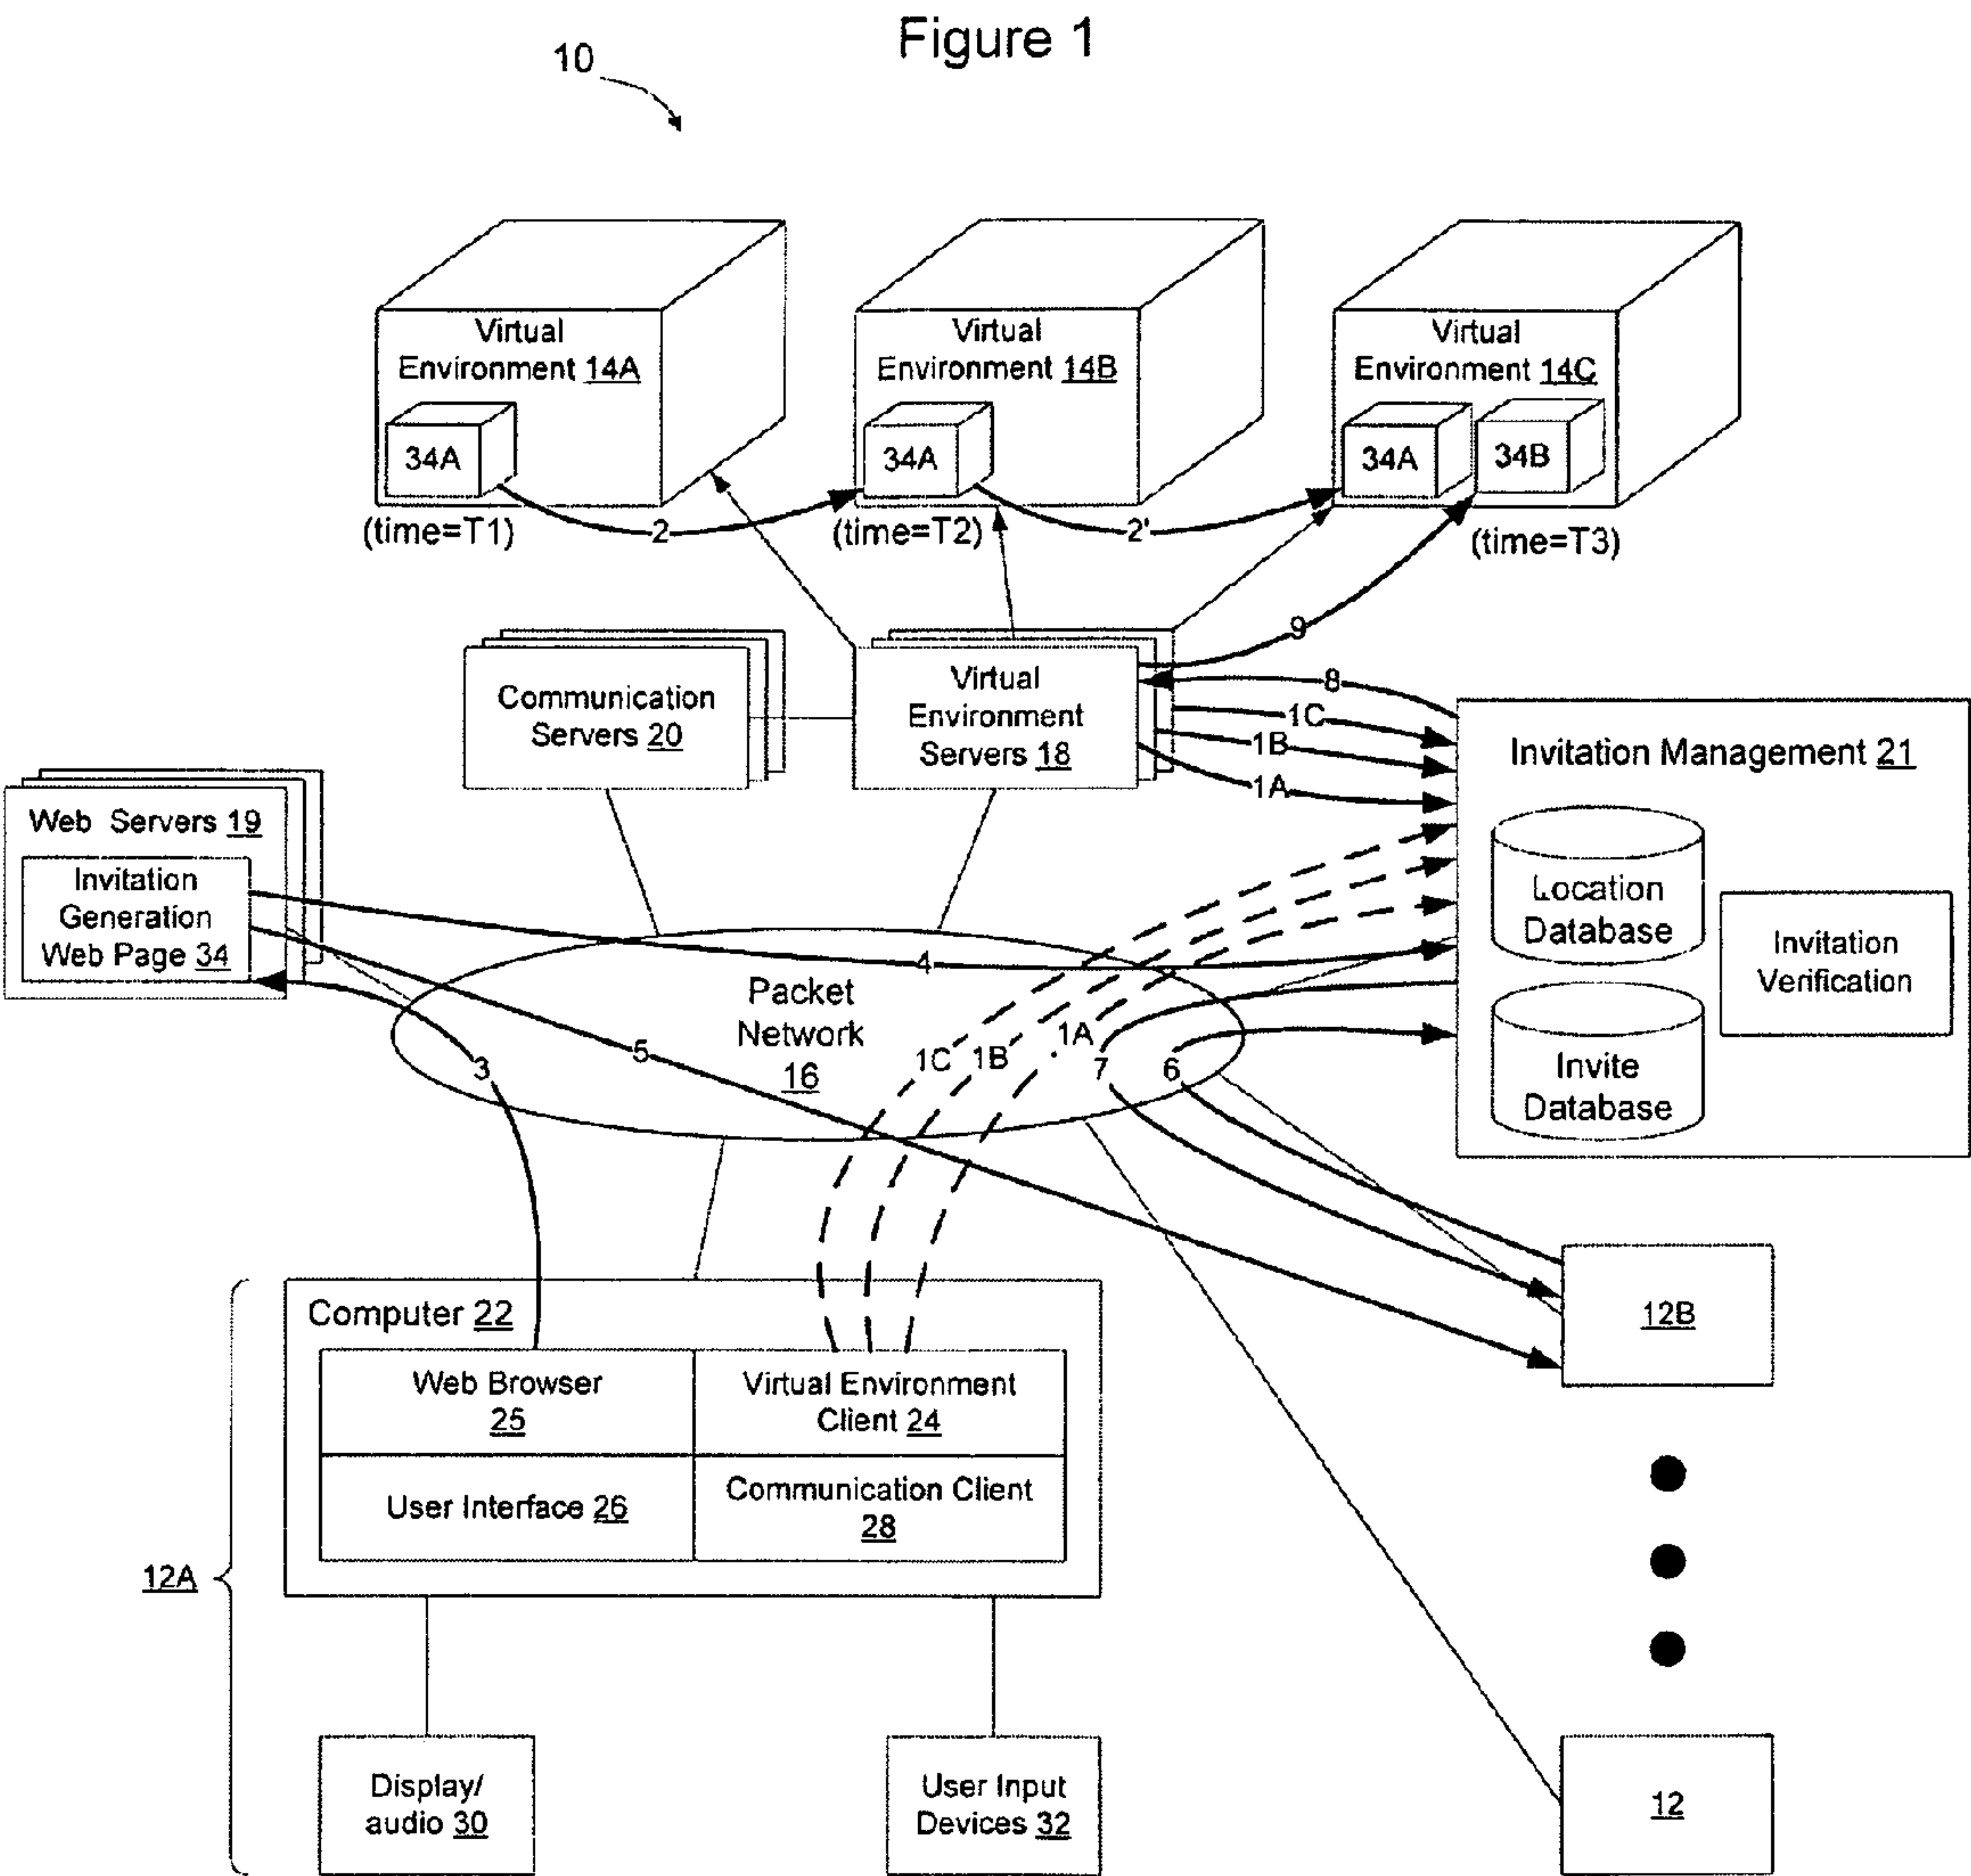 Figure 1
10
Virtual
Environment 14A
34A
(time=T1)
2
Virtual
Environment 14B
34A
(time=T2)
2'
Virtual
Environment 14C
34A
34B
(time=T3)
9
Communication
Servers 20
Virtual
Environment
Servers 18
8
1C
1B
1A
Invitation Management 21
Location
Database
Invitation
Verification
Invite
Database
Web Servers 19
Invitation
Generation
Web Page 34
4
Packet
Network
16
5
3
1C
1B
1A
7
6
Computer 22
Web Browser
25
Virtual Environment
Client 24
User Interface 26
Communication Client
28
12A
12B
Display/
audio 30
User Input
Devices 32
12